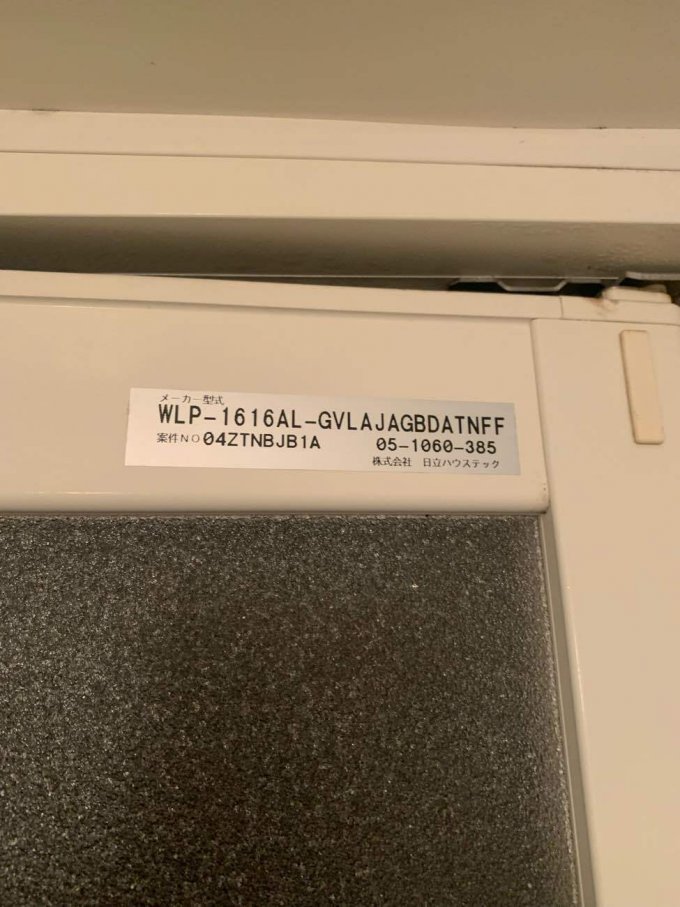 メーカー型式
WLP-1616AL-GVLAJAGBDATNFF
案件NO 04ZTNBJB1A 05-1060-385
株式会社 日立ハウステック